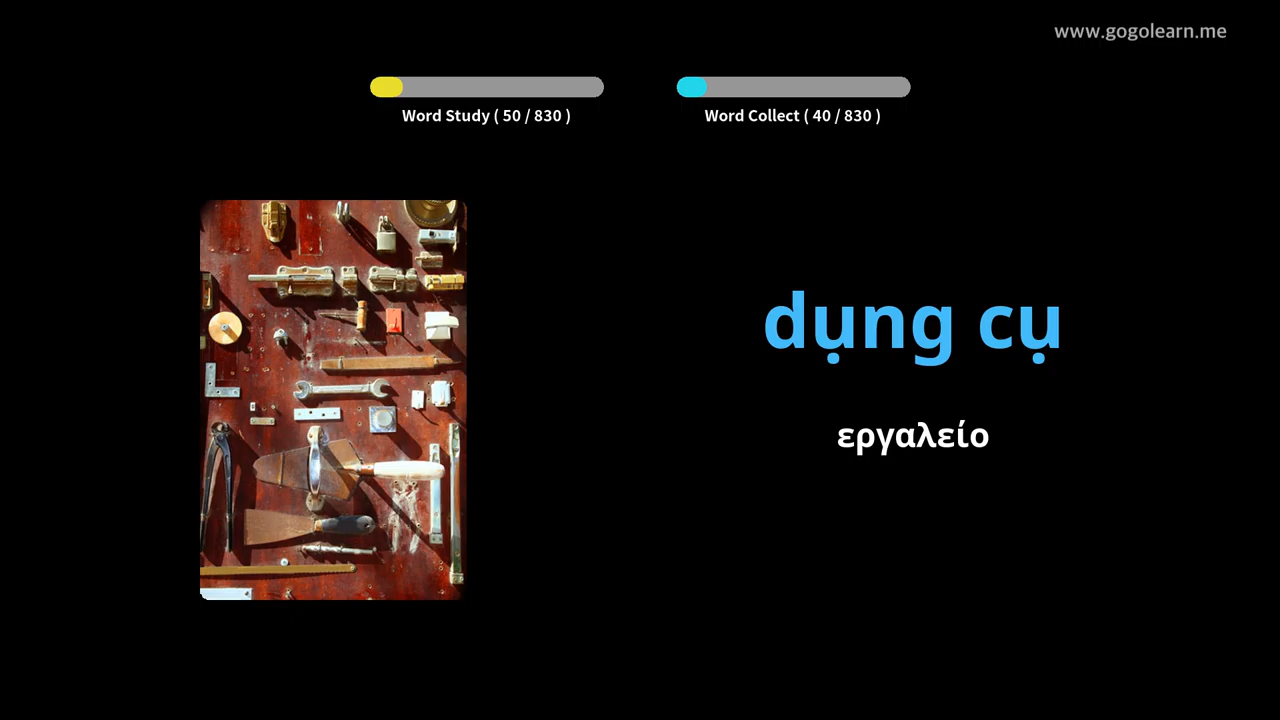 www.gogolearn.me
Word Study ( 50 / 830 )
Word Collect ( 40 / 830 )
dụng cụ
εργαλείο